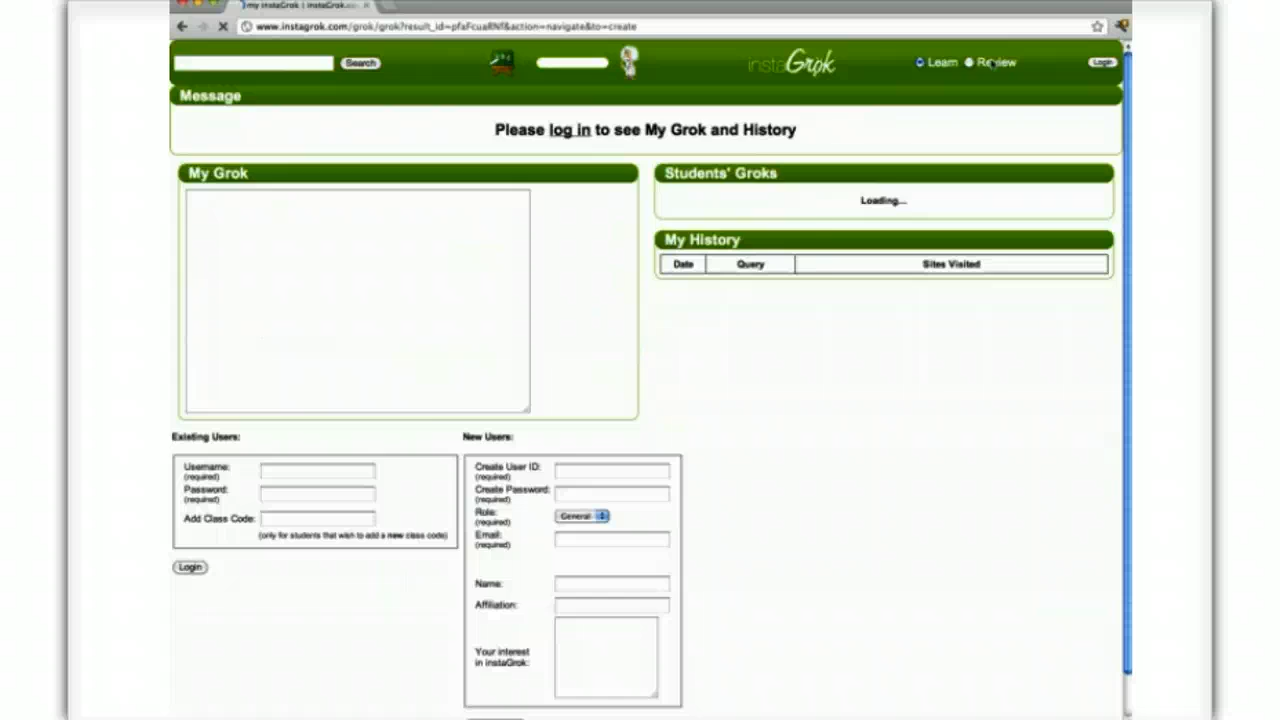 my instaGrok | instaGrok.com
www.instagrok.com/grok/grok?result_id=pfaFcuaRNf&action=navigate&to=create
Search
instaGrok
Learn Review
Login
Message
Please log in to see My Grok and History
My Grok
Students' Groks
Loading...
My History
Date Query Sites Visited
Existing Users:
Username:
(required)
Password:
(required)
Add Class Code:
(only for students that wish to add a new class code)
Login
New Users:
Create User ID:
(required)
Create Password:
(required)
Role:
(required)
General
Email:
(required)
Name:
Affiliation:
Your interest
in instaGrok: